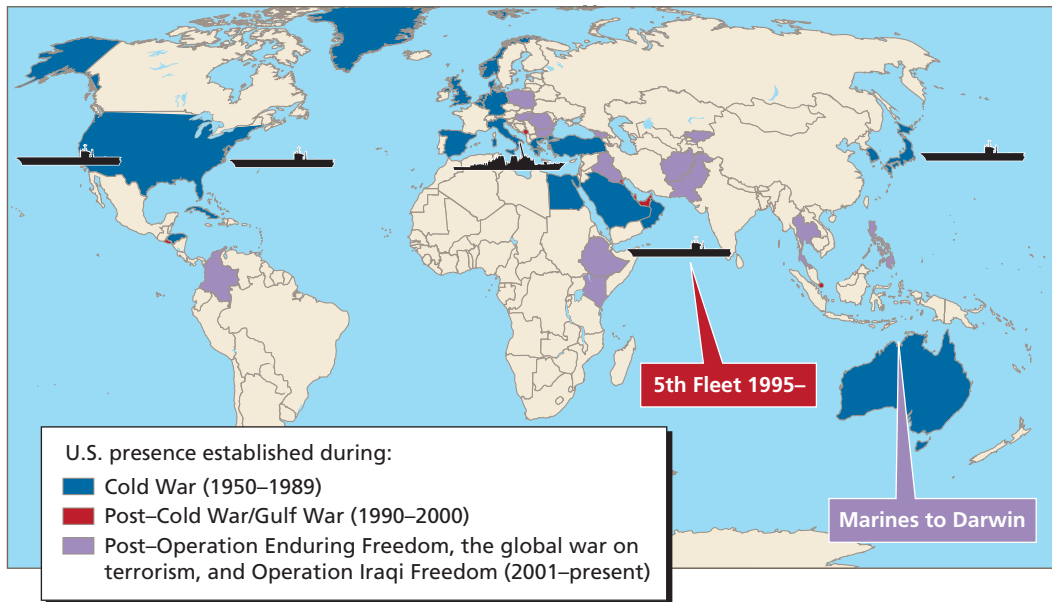 5th Fleet 1995–
Marines to Darwin
U.S. presence established during:
Cold War (1950–1989)
Post–Cold War/Gulf War (1990–2000)
Post–Operation Enduring Freedom, the global war on
terrorism, and Operation Iraqi Freedom (2001–present)